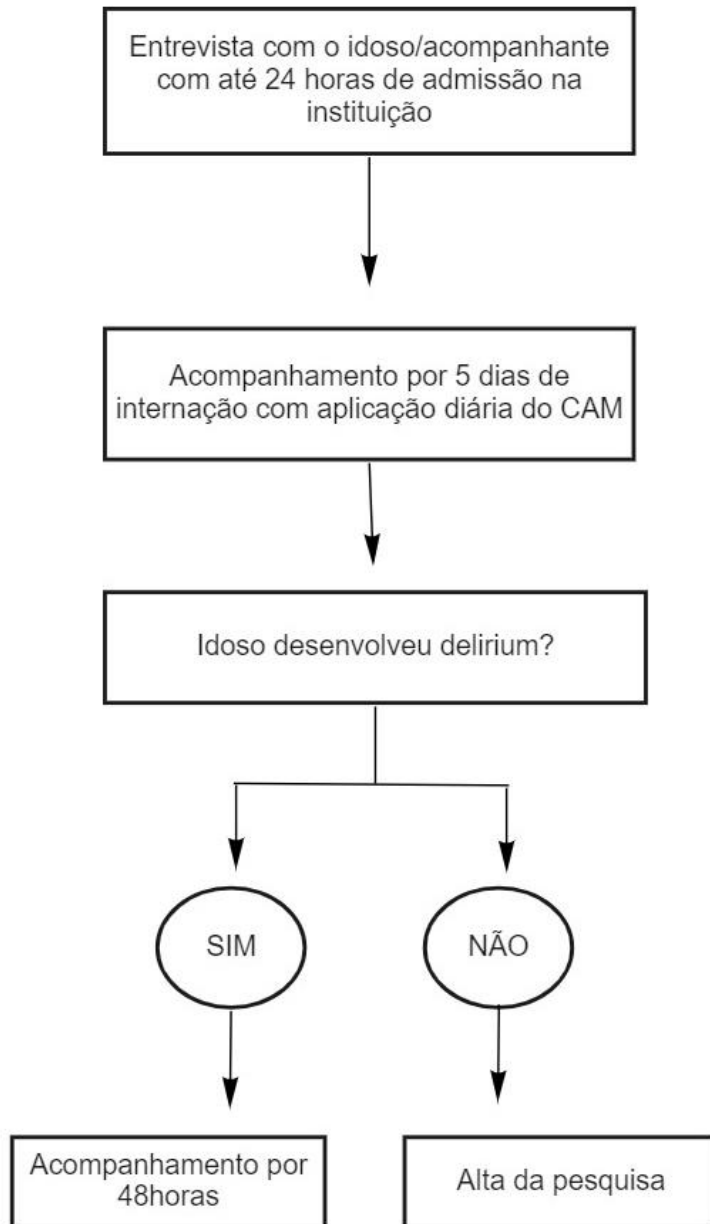 Entrevista com o idoso/acompanhante
com até 24 horas de admissão na
instituição
Acompanhamento por 5 dias de
internação com aplicação diária do CAM
Idoso desenvolveu delirium?
SIM
NÃO
Acompanhamento por
48horas
Alta da pesquisa